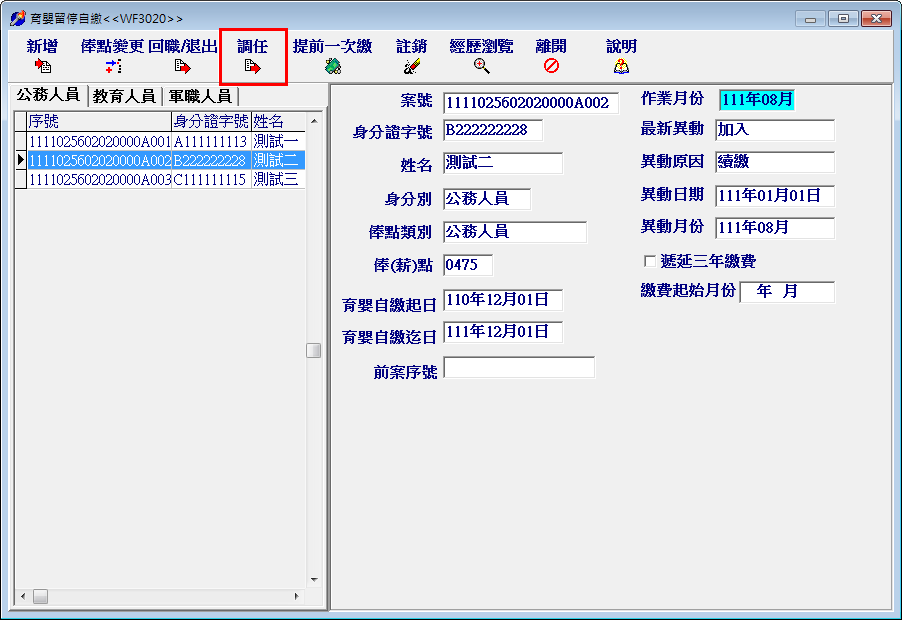 育嬰留停自繳<<WF3020>>
新增 俸點變更 回職/退出 調任 提前一次繳 註銷 經歷瀏覽 離開 說明
公務人員 教育人員 軍職人員
序號 身分證字號 姓名
1111025602020000A001 A111111113 測試一
1111025602020000A002 B222222228 測試二
1111025602020000A003 C111111115 測試三
案號 1111025602020000A002 作業月份 111年08月
身分證字號 B222222228 最新異動 加入
姓名 測試二 異動原因 續繳
身分別 公務人員 異動日期 111年01月01日
俸點類別 公務人員 異動月份 111年08月
俸(薪)點 0475 遞延三年繳費
育嬰自繳起日 110年12月01日 繳費起始月份 年 月
育嬰自繳迄日 111年12月01日
前案序號